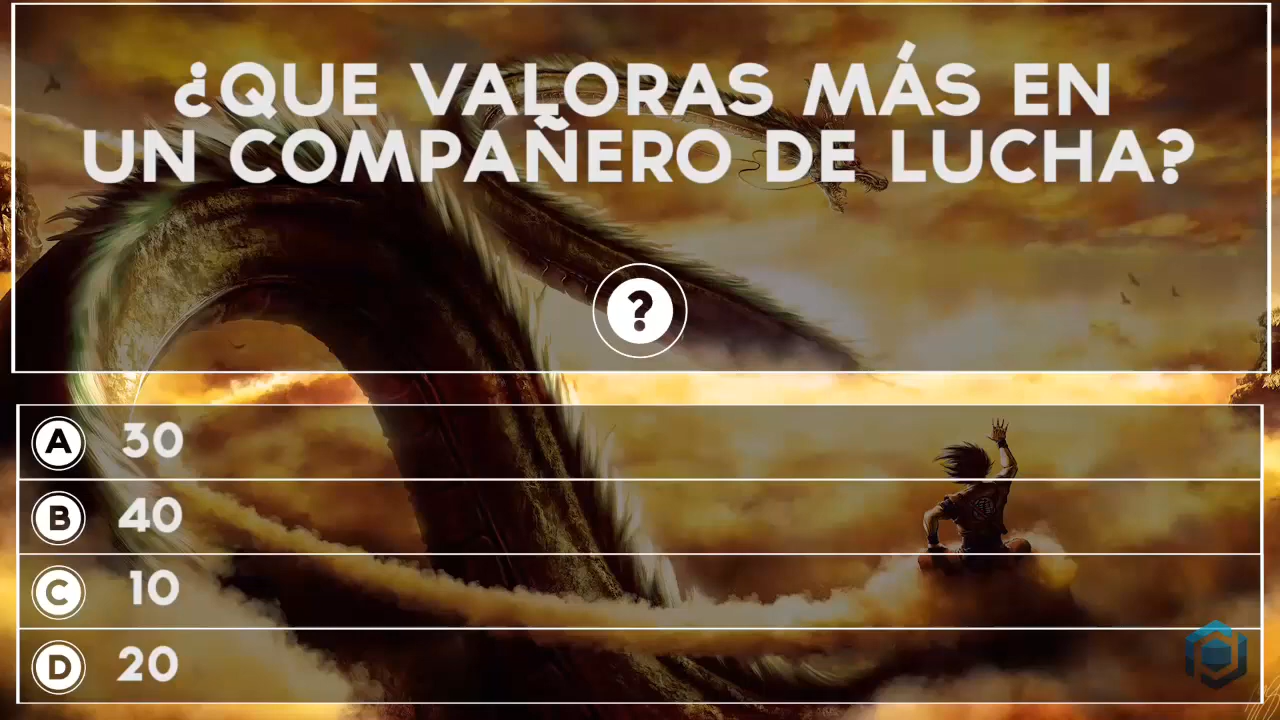 ¿QUE VALORAS MÁS EN
UN COMPAÑERO DE LUCHA?
?
A 30
B 40
C 10
D 20